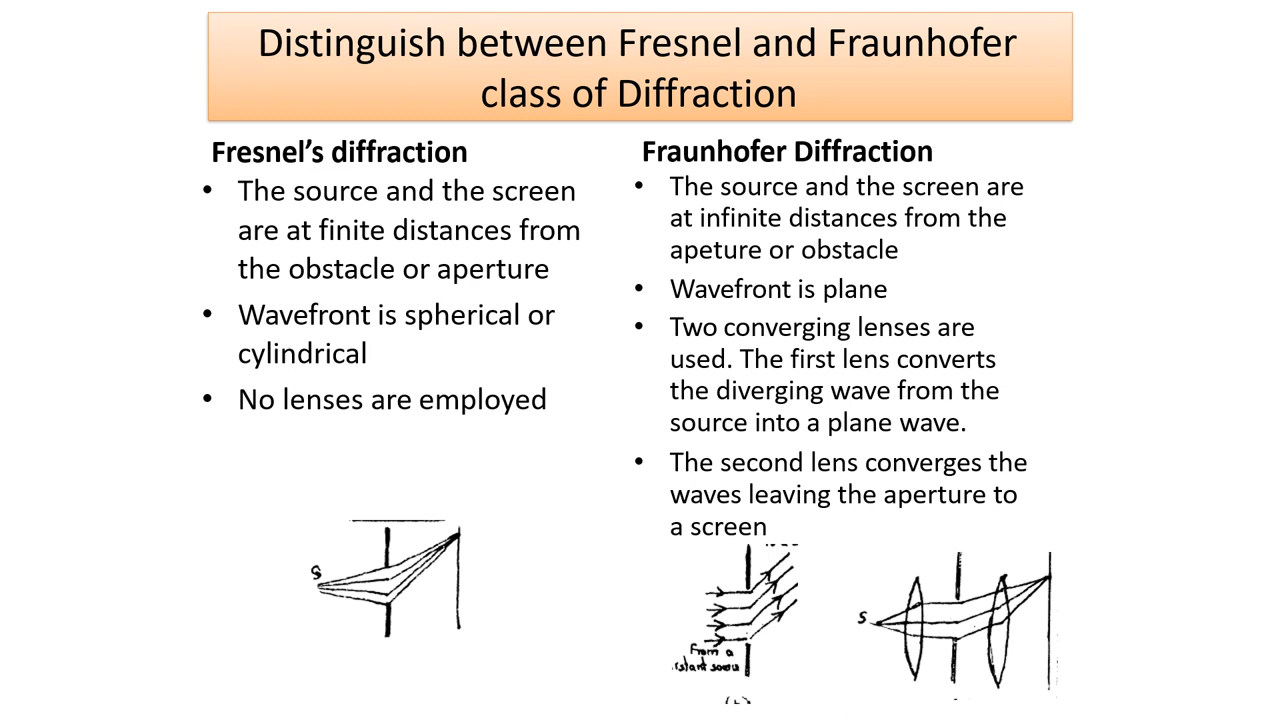 Distinguish between Fresnel and Fraunhofer
class of Diffraction
Fresnel’s diffraction
• The source and the screen
are at finite distances from
the obstacle or aperture
• Wavefront is spherical or
cylindrical
• No lenses are employed
S
Fraunhofer Diffraction
• The source and the screen are
at infinite distances from the
apeture or obstacle
• Wavefront is plane
• Two converging lenses are
used. The first lens converts
the diverging wave from the
source into a plane wave.
• The second lens converges the
waves leaving the aperture to
a screen
From a
S